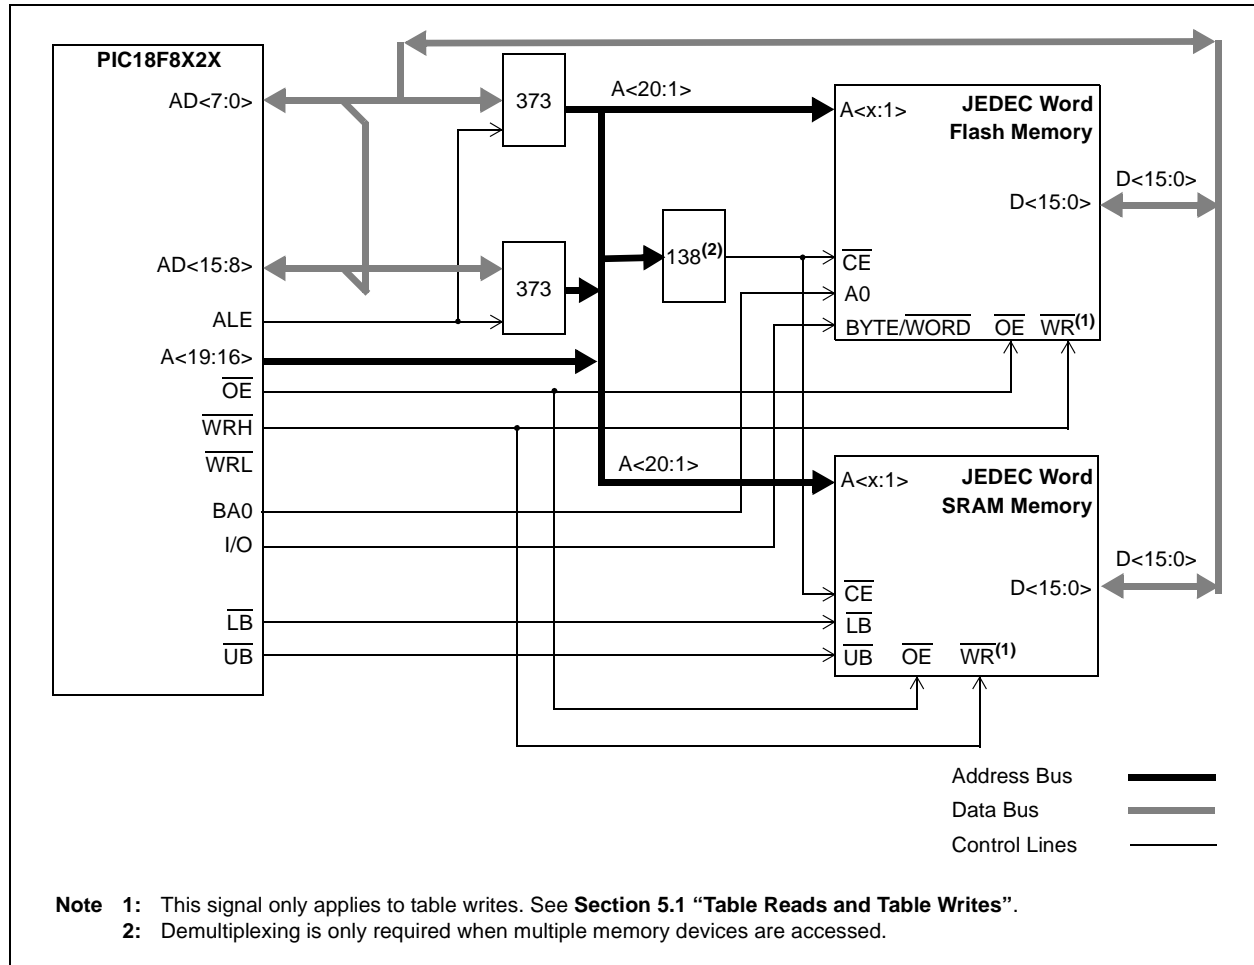 PIC18F8X2X
AD<7:0>
373
A<20:1>
A<x:1>
JEDEC Word
Flash Memory
D<15:0>
D<15:0>
AD<15:8>
373
138(2)
CE
A0
BYTE/WORD
OE
WR(1)
ALE
A<19:16>
OE
WRH
WRL
BA0
I/O
LB
UB
A<20:1>
A<x:1>
JEDEC Word
SRAM Memory
D<15:0>
D<15:0>
CE
LB
UB
OE
WR(1)
Address Bus
Data Bus
Control Lines
Note 1: This signal only applies to table writes. See Section 5.1 “Table Reads and Table Writes”.
2: Demultiplexing is only required when multiple memory devices are accessed.